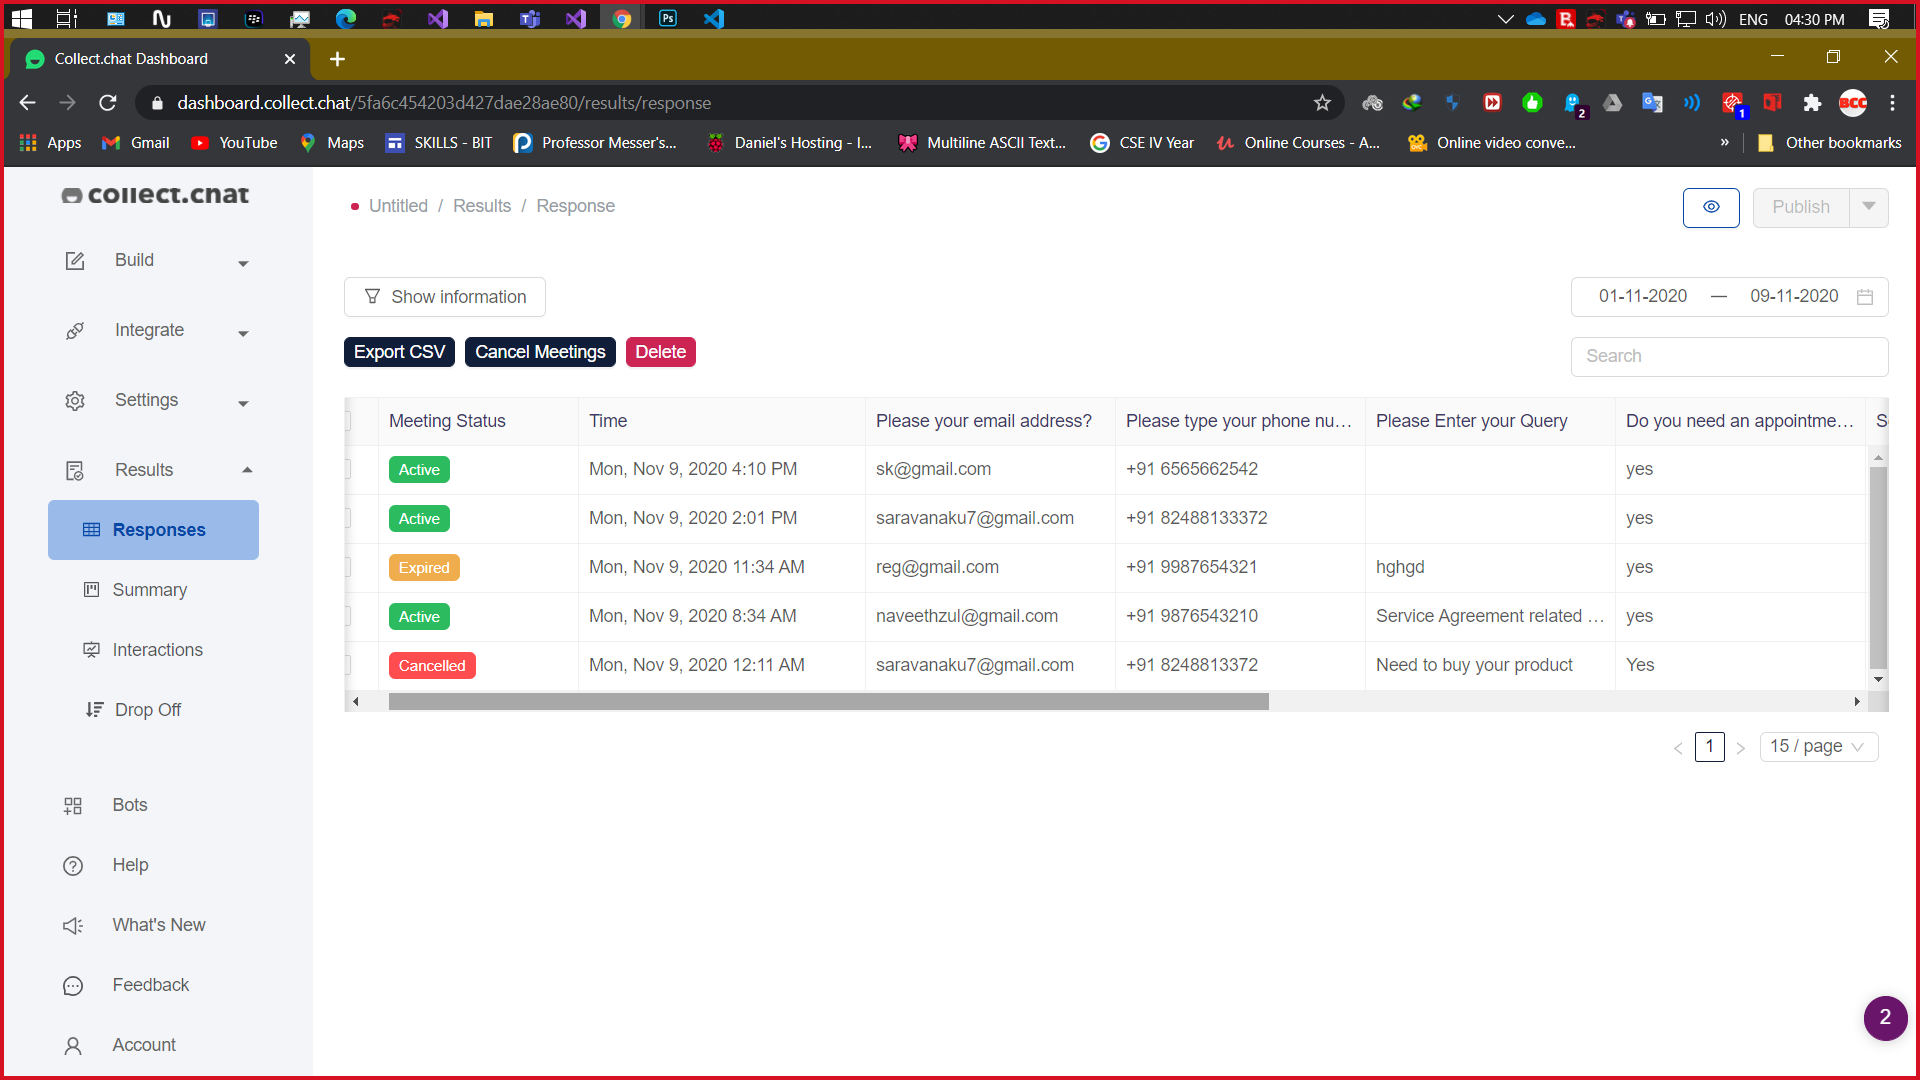 ENG 04:30 PM
Collect.chat Dashboard
dashboard.collect.chat/5fa6c454203d427dae28ae80/results/response
2
1
BCC
Apps Gmail YouTube Maps SKILLS - BIT Professor Messer's... Daniel's Hosting - I... Multiline ASCII Text... CSE IV Year Online Courses - A... Online video conve... » Other bookmarks
collect.chat
Untitled / Results / Response
Publish
Build
Integrate
Settings
Results
Responses
Summary
Interactions
Drop Off
Bots
Help
What's New
Feedback
Account
Show information
01-11-2020 — 09-11-2020
Export CSV Cancel Meetings Delete
Search
Meeting Status Time Please your email address? Please type your phone nu... Please Enter your Query Do you need an appointme... S
Active Mon, Nov 9, 2020 4:10 PM sk@gmail.com +91 6565662542 yes
Active Mon, Nov 9, 2020 2:01 PM saravanaku7@gmail.com +91 82488133372 yes
Expired Mon, Nov 9, 2020 11:34 AM reg@gmail.com +91 9987654321 hghgd yes
Active Mon, Nov 9, 2020 8:34 AM naveethzul@gmail.com +91 9876543210 Service Agreement related ... yes
Cancelled Mon, Nov 9, 2020 12:11 AM saravanaku7@gmail.com +91 8248813372 Need to buy your product Yes
< 1 > 15 / page
2